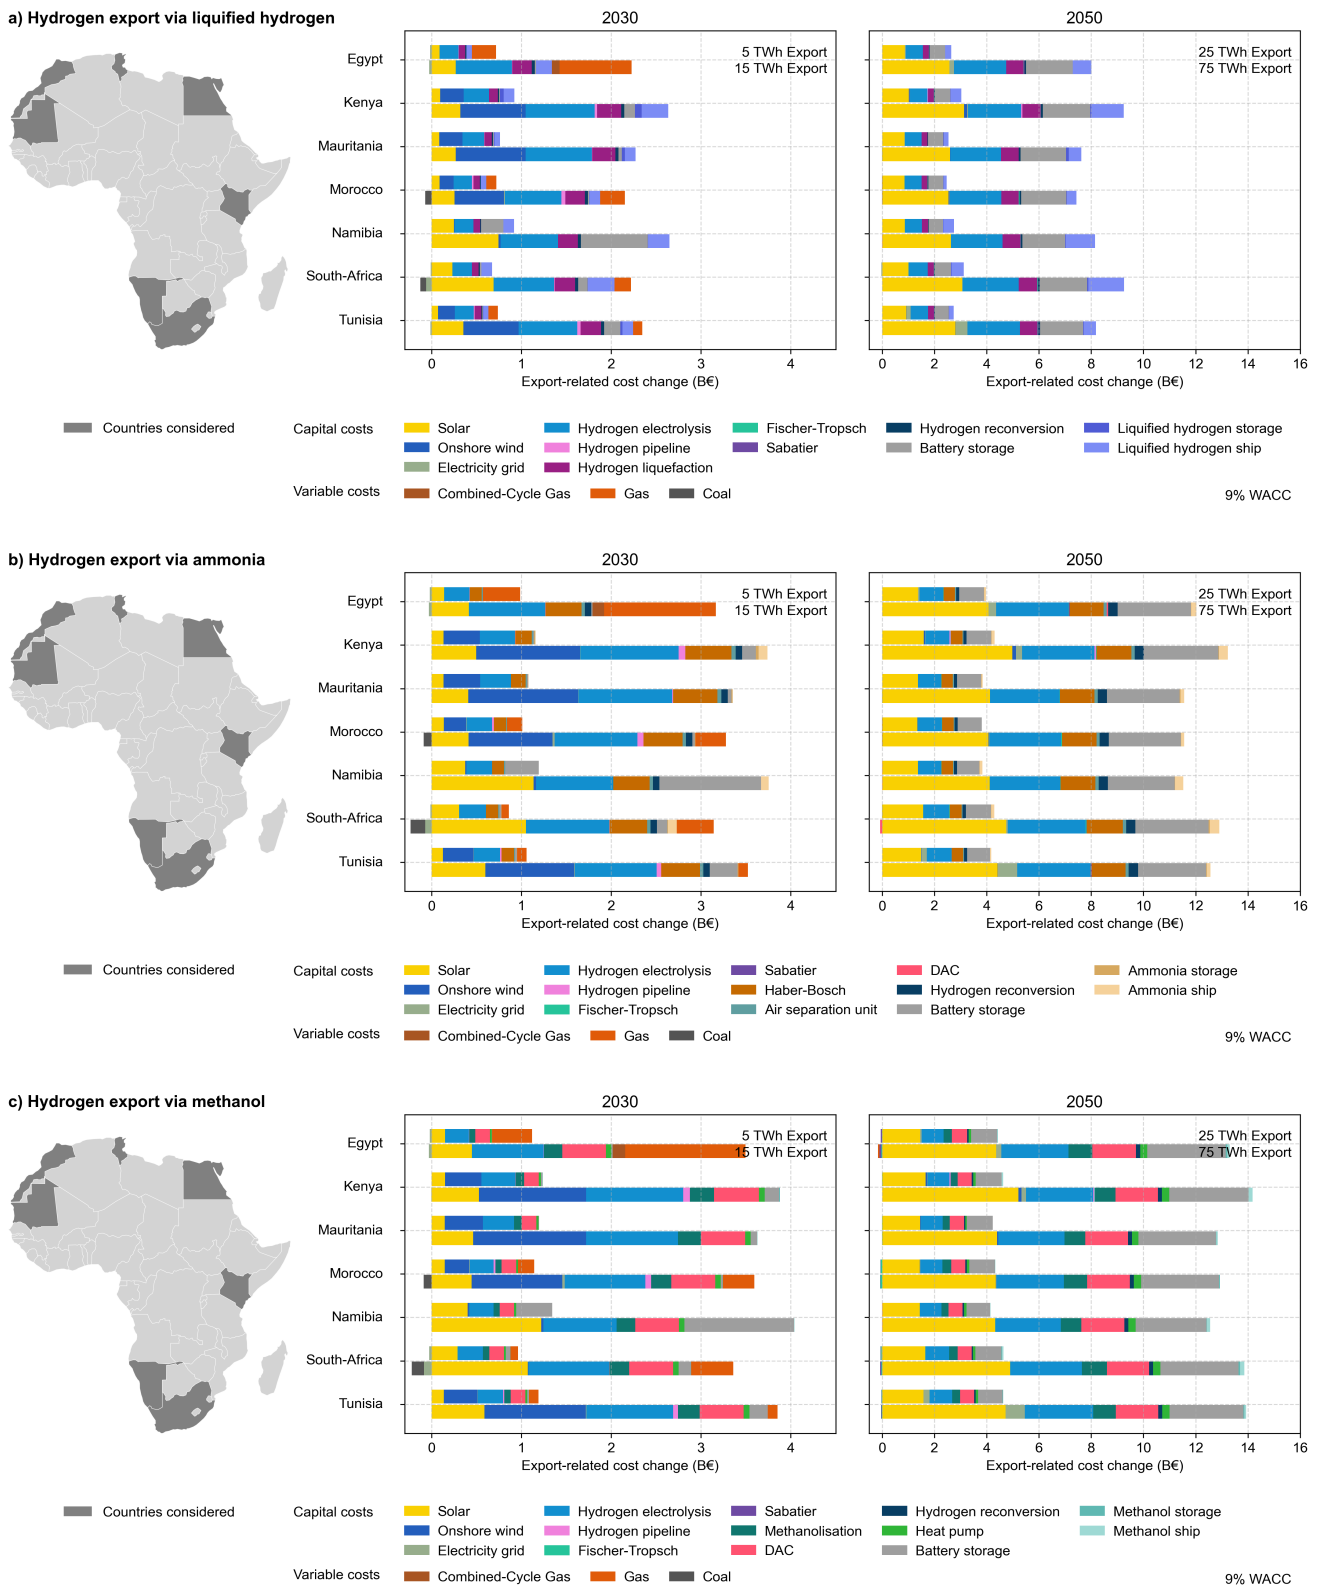 a) Hydrogen export via liquified hydrogen
2030
2050
Egypt
Kenya
Mauritania
Morocco
Namibia
South-Africa
Tunisia
5 TWh Export
15 TWh Export
25 TWh Export
75 TWh Export
0 1 2 3 4
0 2 4 6 8 10 12 14 16
Export-related cost change (B€)
Export-related cost change (B€)
Countries considered
Capital costs
Solar
Hydrogen electrolysis
Fischer-Tropsch
Hydrogen reconversion
Liquified hydrogen storage
Onshore wind
Hydrogen pipeline
Sabatier
Battery storage
Liquified hydrogen ship
Electricity grid
Hydrogen liquefaction
Variable costs
Combined-Cycle Gas
Gas
Coal
9% WACC
b) Hydrogen export via ammonia
2030
2050
Egypt
Kenya
Mauritania
Morocco
Namibia
South-Africa
Tunisia
5 TWh Export
15 TWh Export
25 TWh Export
75 TWh Export
0 1 2 3 4
0 2 4 6 8 10 12 14 16
Export-related cost change (B€)
Export-related cost change (B€)
Countries considered
Capital costs
Solar
Hydrogen electrolysis
Sabatier
DAC
Ammonia storage
Onshore wind
Hydrogen pipeline
Haber-Bosch
Hydrogen reconversion
Ammonia ship
Electricity grid
Fischer-Tropsch
Air separation unit
Battery storage
Variable costs
Combined-Cycle Gas
Gas
Coal
9% WACC
c) Hydrogen export via methanol
2030
2050
Egypt
Kenya
Mauritania
Morocco
Namibia
South-Africa
Tunisia
5 TWh Export
15 TWh Export
25 TWh Export
75 TWh Export
0 1 2 3 4
0 2 4 6 8 10 12 14 16
Export-related cost change (B€)
Export-related cost change (B€)
Countries considered
Capital costs
Solar
Hydrogen electrolysis
Sabatier
Hydrogen reconversion
Methanol storage
Onshore wind
Hydrogen pipeline
Methanolisation
Heat pump
Methanol ship
Electricity grid
Fischer-Tropsch
DAC
Battery storage
Variable costs
Combined-Cycle Gas
Gas
Coal
9% WACC